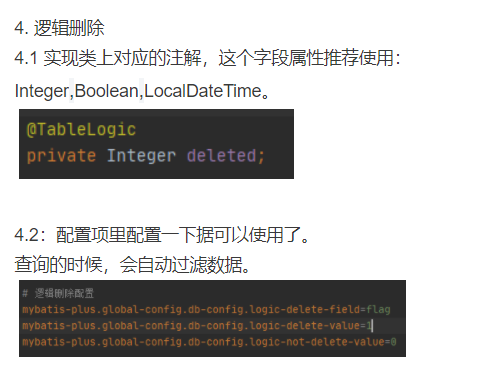 4. 逻辑删除
4.1 实现类上对应的注解，这个字段属性推荐使用：
Integer,Boolean,LocalDateTime。
@TableLogic
private Integer deleted;
4.2：配置项里配置一下据可以使用了。
查询的时候，会自动过滤数据。
# 逻辑删除配置
mybatis-plus.global-config.db-config.logic-delete-field=flag
mybatis-plus.global-config.db-config.logic-delete-value=1
mybatis-plus.global-config.db-config.logic-not-delete-value=0